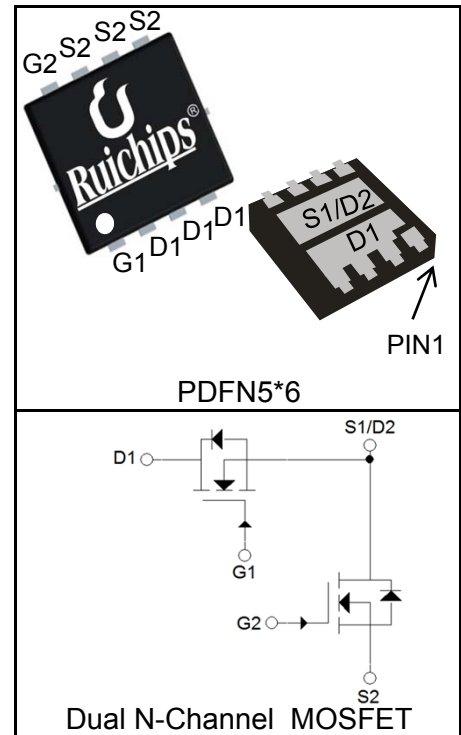 G2 S2 S2 S2
Ruichips®
G1 D1 D1 D1
S1/D2
D1
PIN1
PDFN5*6
S1/D2
D1
G1
G2
S2
Dual N-Channel MOSFET